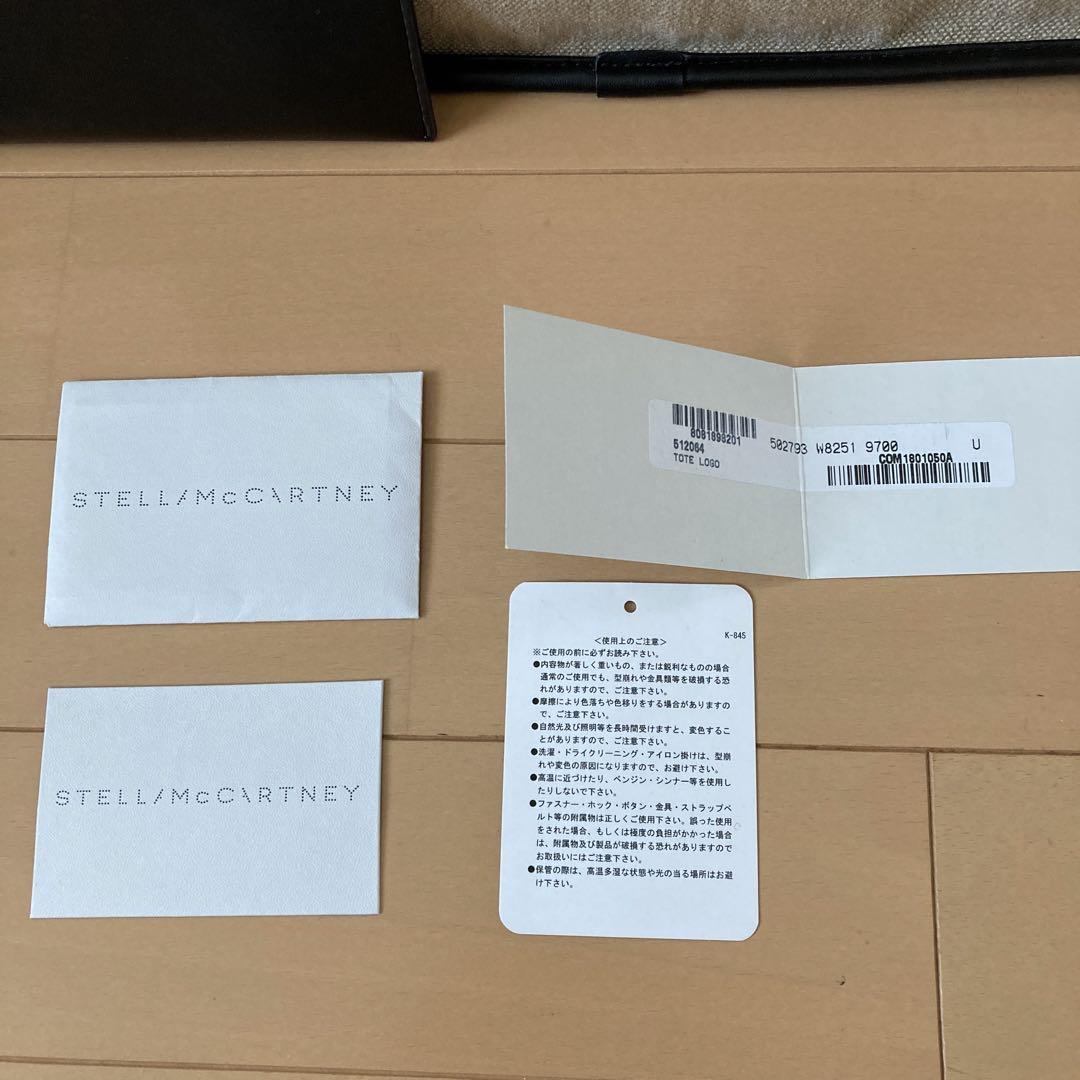 STELLA McCARTNEY
STELLA McCARTNEY
8081898201
512064
TOTE LOGO
502793 W8251 9700 U
COM1801050A
K-845
＜使用上のご注意＞
※ご使用の前に必ずお読み下さい。
●内容物が著しく重いもの、または鋭利なものの場合
通常のご使用でも、型崩れや金具類等を破損する恐
れがありますので、ご注意下さい。
●摩擦により色落ちや色移りをする場合がありますの
で、ご注意下さい。
●自然光及び照明等を長時間受けますと、変色するこ
とがありますので、ご注意下さい。
●洗濯・ドライクリーニング・アイロン掛けは、型崩
れや変色の原因になりますので、お避け下さい。
●高温に近づけたり、ベンジン・シンナー等を使用し
たりしないで下さい。
●ファスナー・ホック・ボタン・金具・ストラップベ
ルト等の附属物は正しくご使用下さい。誤った使用
をされた場合、もしくは極度の負担がかかった場合
は、附属物及び製品が破損する恐れがありますので
お取扱いにはご注意下さい。
●保管の際は、高温多湿な状態や光の当る場所はお避
け下さい。